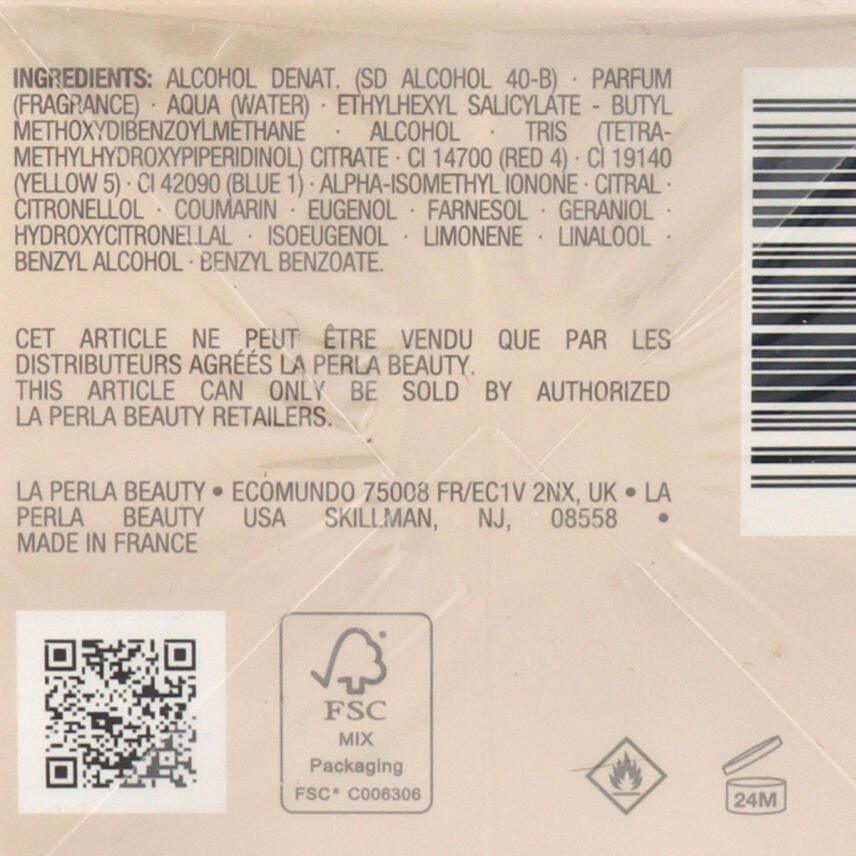 INGREDIENTS: ALCOHOL DENAT. (SD ALCOHOL 40-B) · PARFUM
(FRAGRANCE) · AQUA (WATER) · ETHYLHEXYL SALICYLATE - BUTYL
METHOXYDIBENZOYLMETHANE · ALCOHOL · TRIS (TETRA-
METHYLHYDROXYPIPERIDINOL) CITRATE · CI 14700 (RED 4) · CI 19140
(YELLOW 5) · CI 42090 (BLUE 1) · ALPHA-ISOMETHYL IONONE · CITRAL ·
CITRONELLOL · COUMARIN · EUGENOL · FARNESOL · GERANIOL ·
HYDROXYCITRONELLAL · ISOEUGENOL · LIMONENE · LINALOOL ·
BENZYL ALCOHOL · BENZYL BENZOATE.
CET ARTICLE NE PEUT ÊTRE VENDU QUE PAR LES
DISTRIBUTEURS AGRÉÉS LA PERLA BEAUTY.
THIS ARTICLE CAN ONLY BE SOLD BY AUTHORIZED
LA PERLA BEAUTY RETAILERS.
LA PERLA BEAUTY • ECOMUNDO 75008 FR/EC1V 2NX, UK • LA
PERLA BEAUTY USA SKILLMAN, NJ, 08558 •
MADE IN FRANCE
FSC
MIX
Packaging
FSC® C006306
24M